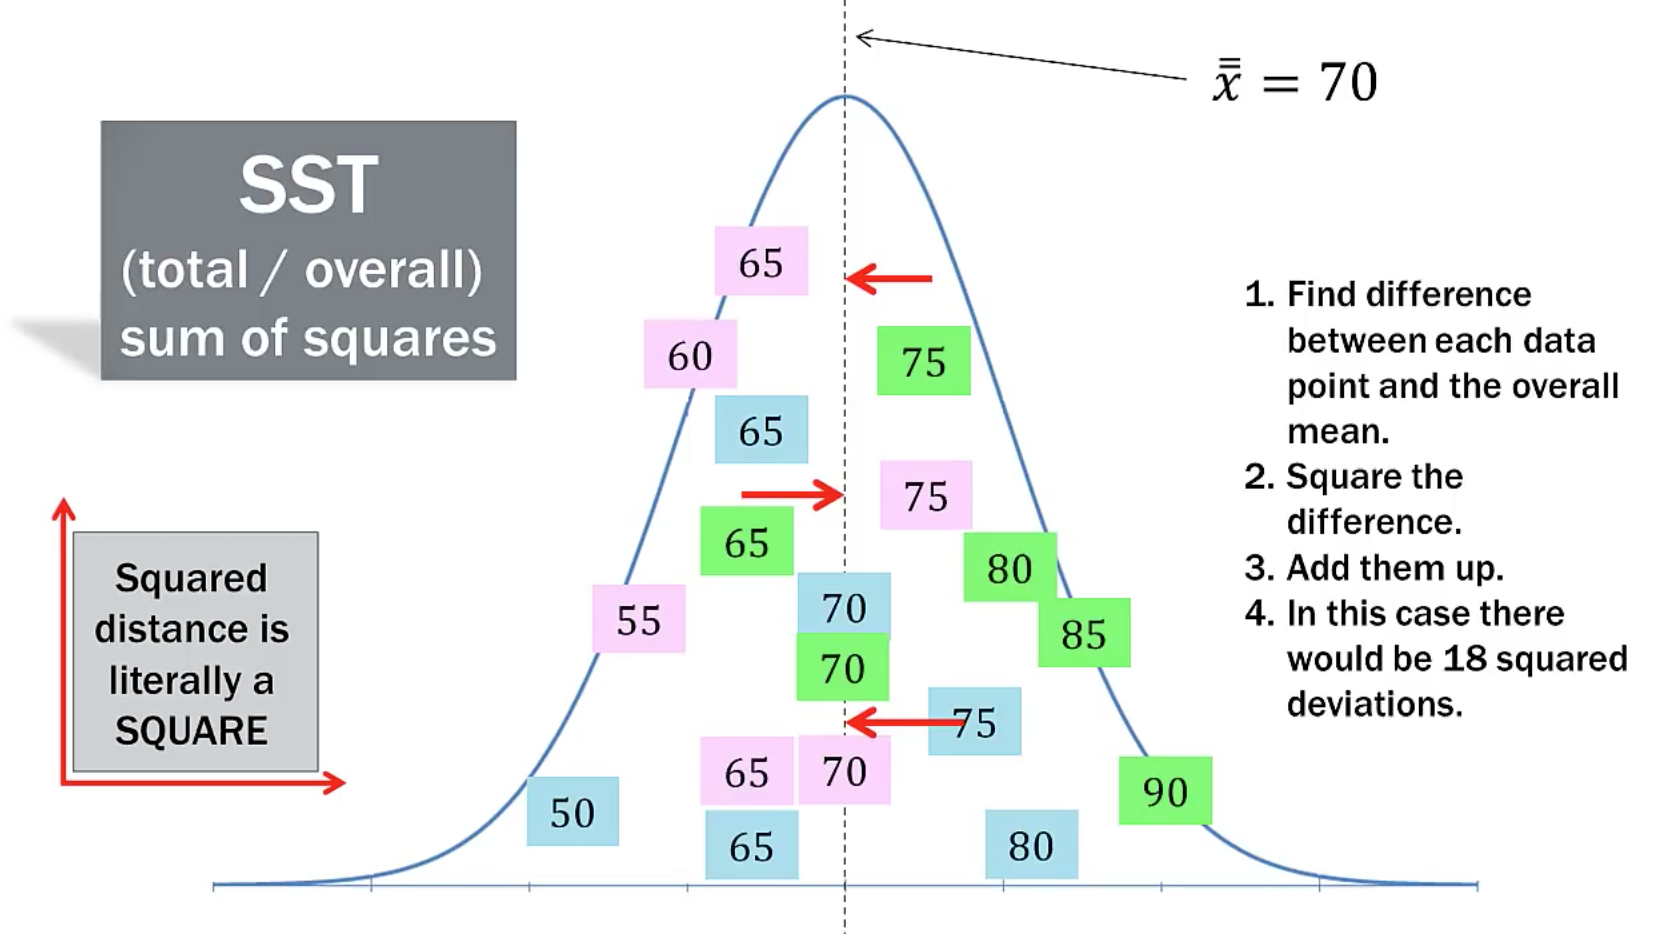 x̿ = 70
SST
(total / overall)
sum of squares
65
60
75
65
75
65
80
70
55
85
70
75
65
70
90
50
65
80
Squared
distance is
literally a
SQUARE
1. Find difference
between each data
point and the overall
mean.
2. Square the
difference.
3. Add them up.
4. In this case there
would be 18 squared
deviations.